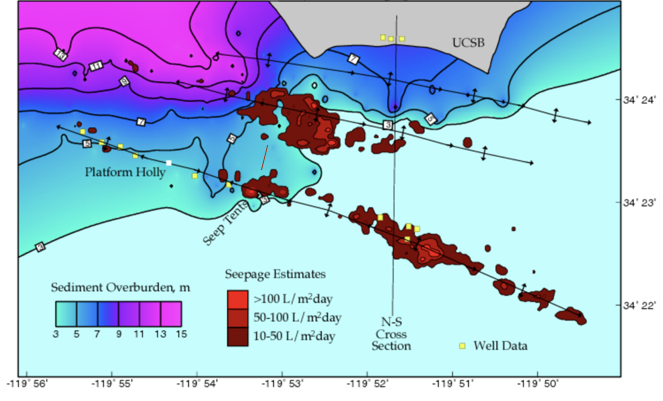 UCSB
34° 24'
Platform Holly
Seep Tents
34° 23'
Sediment Overburden, m
3 5 7 9 11 13 15
Seepage Estimates
>100 L/m²day
50-100 L/m²day
10-50 L/m²day
N-S
Cross
Section
Well Data
34° 22'
-119° 56' -119° 55' -119° 54' -119° 53' -119° 52' -119° 51' -119° 50'